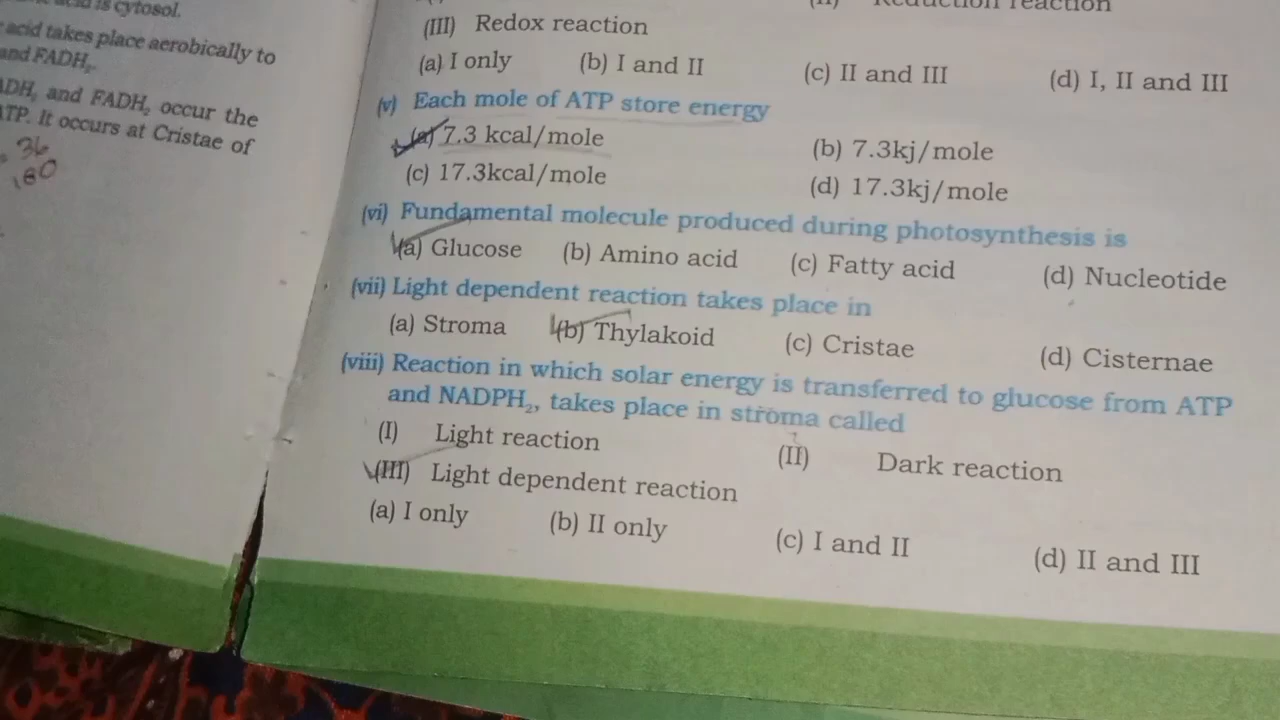 acid is cytosol.
acid takes place aerobically to
and FADH₂.
ADH₂ and FADH₂ occur the
ATP. It occurs at Cristae of
36
180
(II) Reduction reaction
(III) Redox reaction
(a) I only (b) I and II (c) II and III (d) I, II and III
(v) Each mole of ATP store energy
(a) 7.3 kcal/mole (b) 7.3kj/mole
(c) 17.3kcal/mole (d) 17.3kj/mole
(vi) Fundamental molecule produced during photosynthesis is
(a) Glucose (b) Amino acid (c) Fatty acid (d) Nucleotide
(vii) Light dependent reaction takes place in
(a) Stroma (b) Thylakoid (c) Cristae (d) Cisternae
(viii) Reaction in which solar energy is transferred to glucose from ATP
and NADPH₂, takes place in stroma called
(I) Light reaction (II) Dark reaction
(III) Light dependent reaction
(a) I only (b) II only (c) I and II (d) II and III